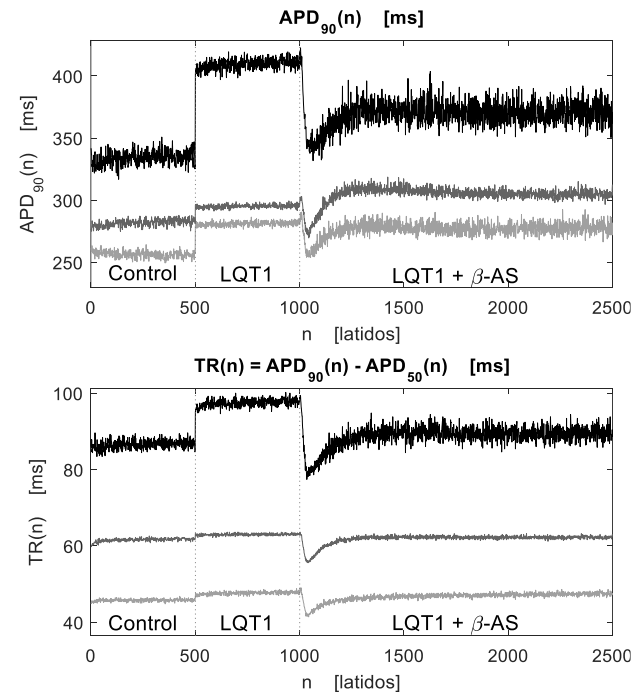 APD90(n) [ms]
APD90(n) [ms]
400
350
300
250
Control LQT1 LQT1 + β-AS
0 500 1000 1500 2000 2500
n [latidos]
TR(n) = APD90(n) - APD50(n) [ms]
TR(n) [ms]
100
80
60
40
Control LQT1 LQT1 + β-AS
0 500 1000 1500 2000 2500
n [latidos]